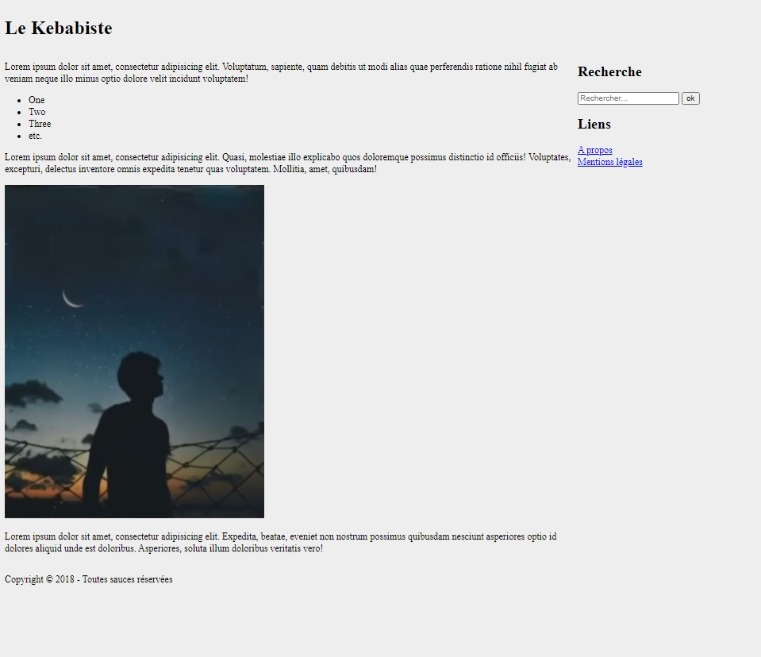 Le Kebabiste
Lorem ipsum dolor sit amet, consectetur adipisicing elit. Voluptatum, sapiente, quam debitis ut modi alias quae perferendis ratione nihil fugiat ab
veniam neque illo minus optio dolore velit incidunt voluptatem!
One
Two
Three
etc.
Lorem ipsum dolor sit amet, consectetur adipisicing elit. Quasi, molestiae illo explicabo quos doloremque possimus distinctio id officiis! Voluptates,
excepturi, delectus inventore omnis expedita tenetur quas voluptatem. Mollitia, amet, quibusdam!
Lorem ipsum dolor sit amet, consectetur adipisicing elit. Expedita, beatae, eveniet non nostrum possimus quibusdam nesciunt asperiores optio id
dolores aliquid unde est doloribus. Asperiores, soluta illum doloribus veritatis vero!
Recherche
Rechercher... ok
Liens
A propos
Mentions légales
Copyright © 2018 - Toutes sauces réservées